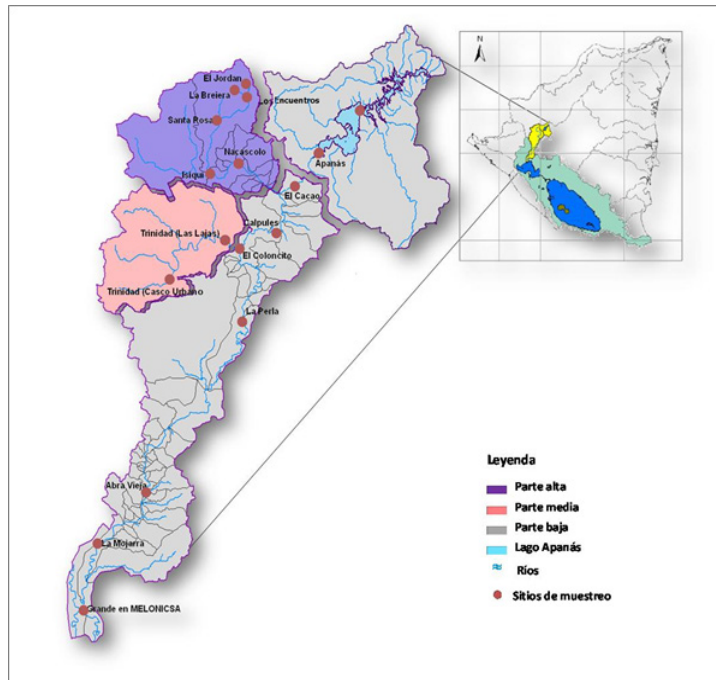 N
El Jordan
La Breiera
Los Encuentros
Santa Rosa
Nacascolo
Isiqui
Apanás
El Cacao
Calpules
Trinidad (Las Lajas)
El Coloncito
Trinidad (Casco Urbano
La Perla
Abra Vieja
La Mojarra
Grande en MELONICSA
Leyenda
Parte alta
Parte media
Parte baja
Lago Apanás
Ríos
Sitios de muestreo